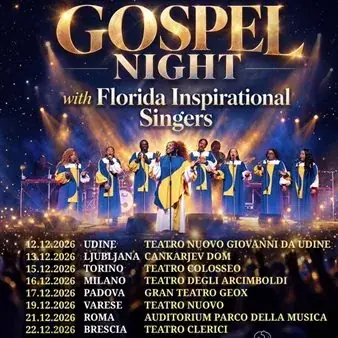 GOSPEL
NIGHT
with Florida Inspirational
Singers
12.12.2026 UDINE TEATRO NUOVO GIOVANNI DA UDINE
13.12.2026 LJUBLJANA CANKARJEV DOM
15.12.2026 TORINO TEATRO COLOSSEO
16.12.2026 MILANO TEATRO DEGLI ARCIMBOLDI
17.12.2026 PADOVA GRAN TEATRO GEOX
19.12.2026 VARESE TEATRO NUOVO
21.12.2026 ROMA AUDITORIUM PARCO DELLA MUSICA
22.12.2026 BRESCIA TEATRO CLERICI